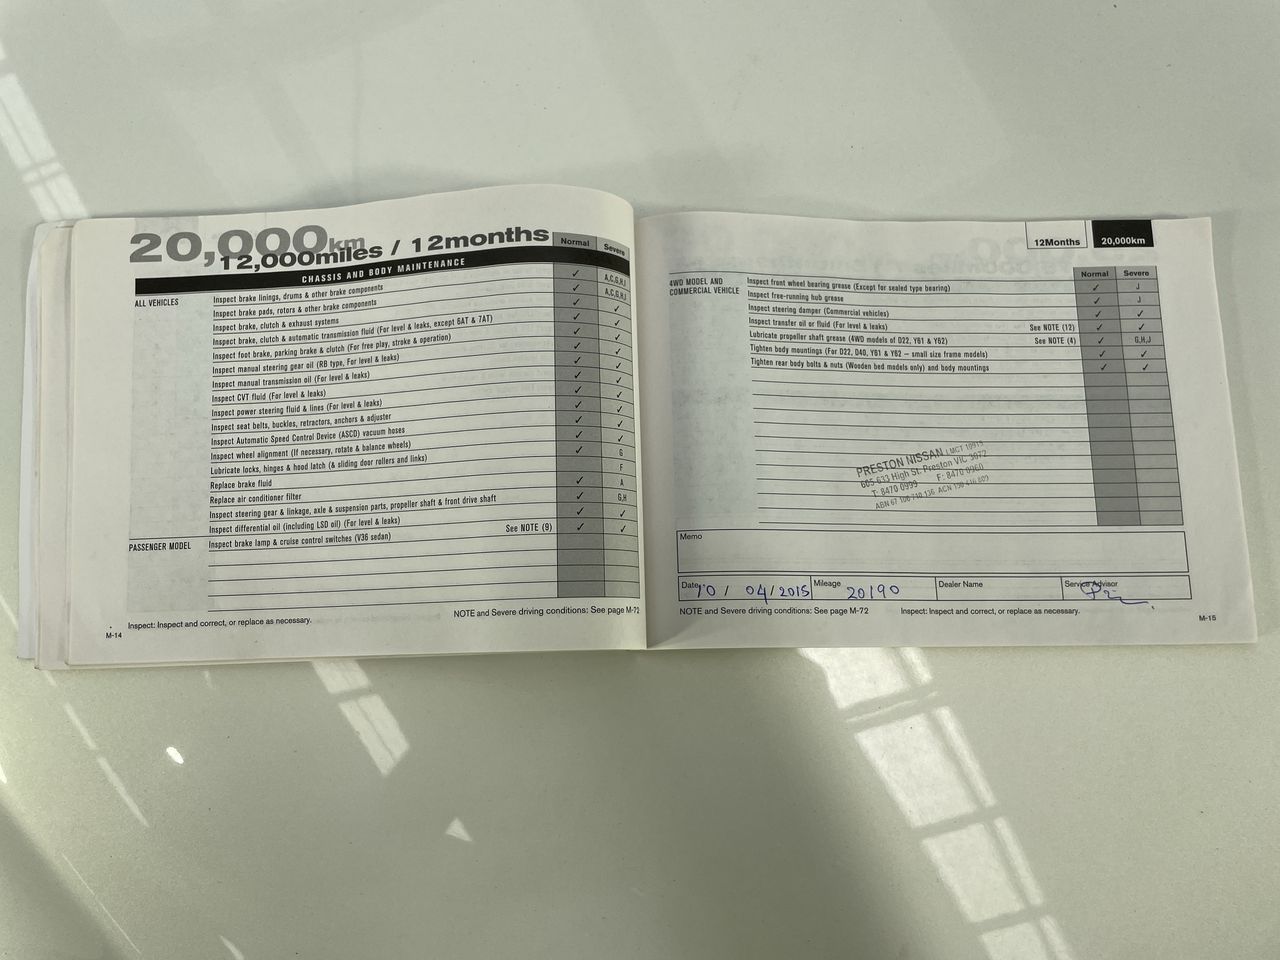 20,000km
12,000miles / 12months
Normal Severe
CHASSIS AND BODY MAINTENANCE
ALL VEHICLES
Inspect brake linings, drums & other brake components ✓ A,C,G,H,J
Inspect brake pads, rotors & other brake components ✓ A,C,G,H,J
Inspect brake, clutch & exhaust systems ✓ ✓
Inspect brake, clutch & automatic transmission fluid (For level & leaks, except 6AT & 7AT) ✓ ✓
Inspect foot brake, parking brake & clutch (For free play, stroke & operation) ✓ ✓
Inspect manual steering gear oil (RB type, For level & leaks) ✓ ✓
Inspect manual transmission oil (For level & leaks) ✓ ✓
Inspect CVT fluid (For level & leaks) ✓ ✓
Inspect power steering fluid & lines (For level & leaks) ✓ ✓
Inspect seat belts, buckles, retractors, anchors & adjuster ✓ ✓
Inspect Automatic Speed Control Device (ASCD) vacuum hoses ✓ ✓
Inspect wheel alignment (If necessary, rotate & balance wheels) ✓ ✓
Lubricate locks, hinges & hood latch (& sliding door rollers and links) ✓ G
Replace brake fluid F
Replace air conditioner filter ✓ A
Inspect steering gear & linkage, axle & suspension parts, propeller shaft & front drive shaft ✓ G,H
Inspect differential oil (including LSD oil) (For level & leaks) See NOTE (9) ✓ ✓
PASSENGER MODEL Inspect brake lamp & cruise control switches (V36 sedan) ✓ ✓
NOTE and Severe driving conditions: See page M-72
Inspect: Inspect and correct, or replace as necessary.
M-14
12Months 20,000km
Normal Severe
4WD MODEL AND
COMMERCIAL VEHICLE
Inspect front wheel bearing grease (Except for sealed type bearing) ✓ J
Inspect free-running hub grease ✓ J
Inspect steering damper (Commercial vehicles) ✓ ✓
Inspect transfer oil or fluid (For level & leaks) See NOTE (12) ✓ ✓
Lubricate propeller shaft grease (4WD models of D22, Y61 & Y62) See NOTE (4) ✓ G,H,J
Tighten body mountings (For D22, D40, Y61 & Y62 – small size frame models) ✓ ✓
Tighten rear body bolts & nuts (Wooden bed models only) and body mountings ✓ ✓
PRESTON NISSAN LMCT 10915
605-633 High St. Preston VIC 3072
T: 8470 0999 F: 8470 0960
Memo
Date 10 / 04/2015 Mileage 20190 Dealer Name Service Advisor
NOTE and Severe driving conditions: See page M-72 Inspect: Inspect and correct, or replace as necessary.
M-15